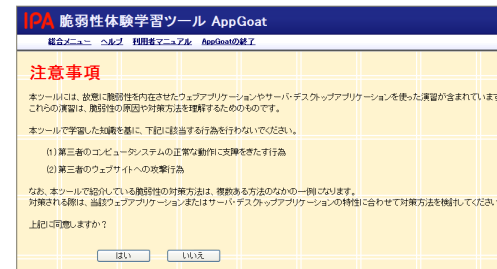 IPA 脆弱性体験学習ツール AppGoat
総合メニュー ヘルプ 利用者マニュアル AppGoatの終了
注意事項
本ツールには、故意に脆弱性を内在させたウェブアプリケーションやサーバ・デスクトップアプリケーションを使った演習が含まれています
これらの演習は、脆弱性の原因や対策方法を理解するためのものです。
本ツールで学習した知識を基に、下記に該当する行為を行わないでください。
(1) 第三者のコンピュータシステムの正常な動作に支障をきたす行為
(2) 第三者のウェブサイトへの攻撃行為
なお、本ツールで紹介している脆弱性の対策方法は、複数ある方法のなかの一例になります。
対策される際は、当該ウェブアプリケーションまたはサーバ・デスクトップアプリケーションの特性に合わせて対策方法を検討してくださ
上記に同意しますか？
はい いいえ